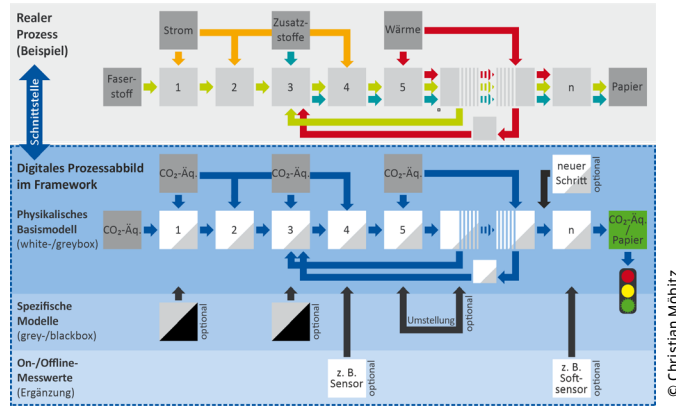 Realer
Prozess
(Beispiel)
Strom
Zusatz-
stoffe
Wärme
Faser-
stoff
1
2
3
4
5
n
Papier
Schnittstelle
Digitales Prozessabbild
im Framework
CO₂-Äq.
CO₂-Äq.
CO₂-Äq.
neuer
Schritt
optional
Physikalisches
Basismodell
(white-/greybox)
CO₂-Äq.
1
2
3
4
5
n
CO₂-Äq.
/
Papier
Spezifische
Modelle
(grey-/blackbox)
optional
optional
Umstellung
optional
On-/Offline-
Messwerte
(Ergänzung)
z. B.
Sensor
optional
z. B.
Soft-
sensor
optional
© Christian Möbitz